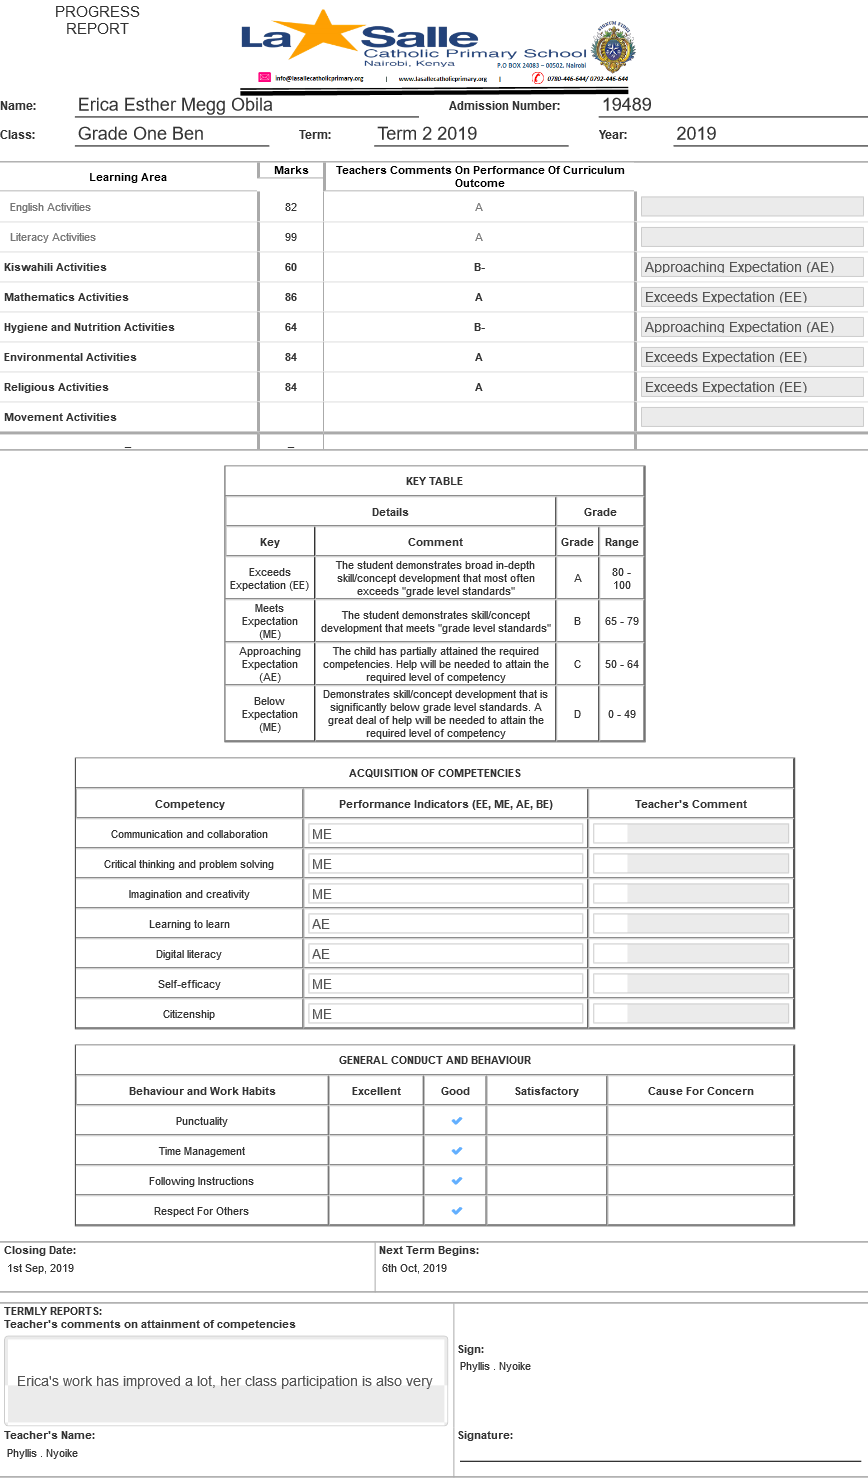 PROGRESS
REPORT
La Salle
Catholic Primary School
Nairobi, Kenya
P.O BOX 24083 – 00502, Nairobi
info@lasallecatholicprimary.org | www.lasallecatholicprimary.org | 0780-446-644/ 0792-446-644
Name: Erica Esther Megg Obila Admission Number: 19489
Class: Grade One Ben Term: Term 2 2019 Year: 2019
Learning Area Marks Teachers Comments On Performance Of Curriculum Outcome
English Activities 82 A
Literacy Activities 99 A
Kiswahili Activities 60 B- Approaching Expectation (AE)
Mathematics Activities 86 A Exceeds Expectation (EE)
Hygiene and Nutrition Activities 64 B- Approaching Expectation (AE)
Environmental Activities 84 A Exceeds Expectation (EE)
Religious Activities 84 A Exceeds Expectation (EE)
Movement Activities
_ _
KEY TABLE
Details Grade
Key Comment Grade Range
Exceeds Expectation (EE) The student demonstrates broad in-depth skill/concept development that most often exceeds "grade level standards" A 80 - 100
Meets Expectation (ME) The student demonstrates skill/concept development that meets "grade level standards" B 65 - 79
Approaching Expectation (AE) The child has partially attained the required competencies. Help will be needed to attain the required level of competency C 50 - 64
Below Expectation (ME) Demonstrates skill/concept development that is significantly below grade level standards. A great deal of help will be needed to attain the required level of competency D 0 - 49
ACQUISITION OF COMPETENCIES
Competency Performance Indicators (EE, ME, AE, BE) Teacher's Comment
Communication and collaboration ME
Critical thinking and problem solving ME
Imagination and creativity ME
Learning to learn AE
Digital literacy AE
Self-efficacy ME
Citizenship ME
GENERAL CONDUCT AND BEHAVIOUR
Behaviour and Work Habits Excellent Good Satisfactory Cause For Concern
Punctuality
Time Management
Following Instructions
Respect For Others
Closing Date: Next Term Begins:
1st Sep, 2019 6th Oct, 2019
TERMLY REPORTS:
Teacher's comments on attainment of competencies
Erica's work has improved a lot, her class participation is also very
Sign:
Phyllis . Nyoike
Teacher's Name: Signature:
Phyllis . Nyoike